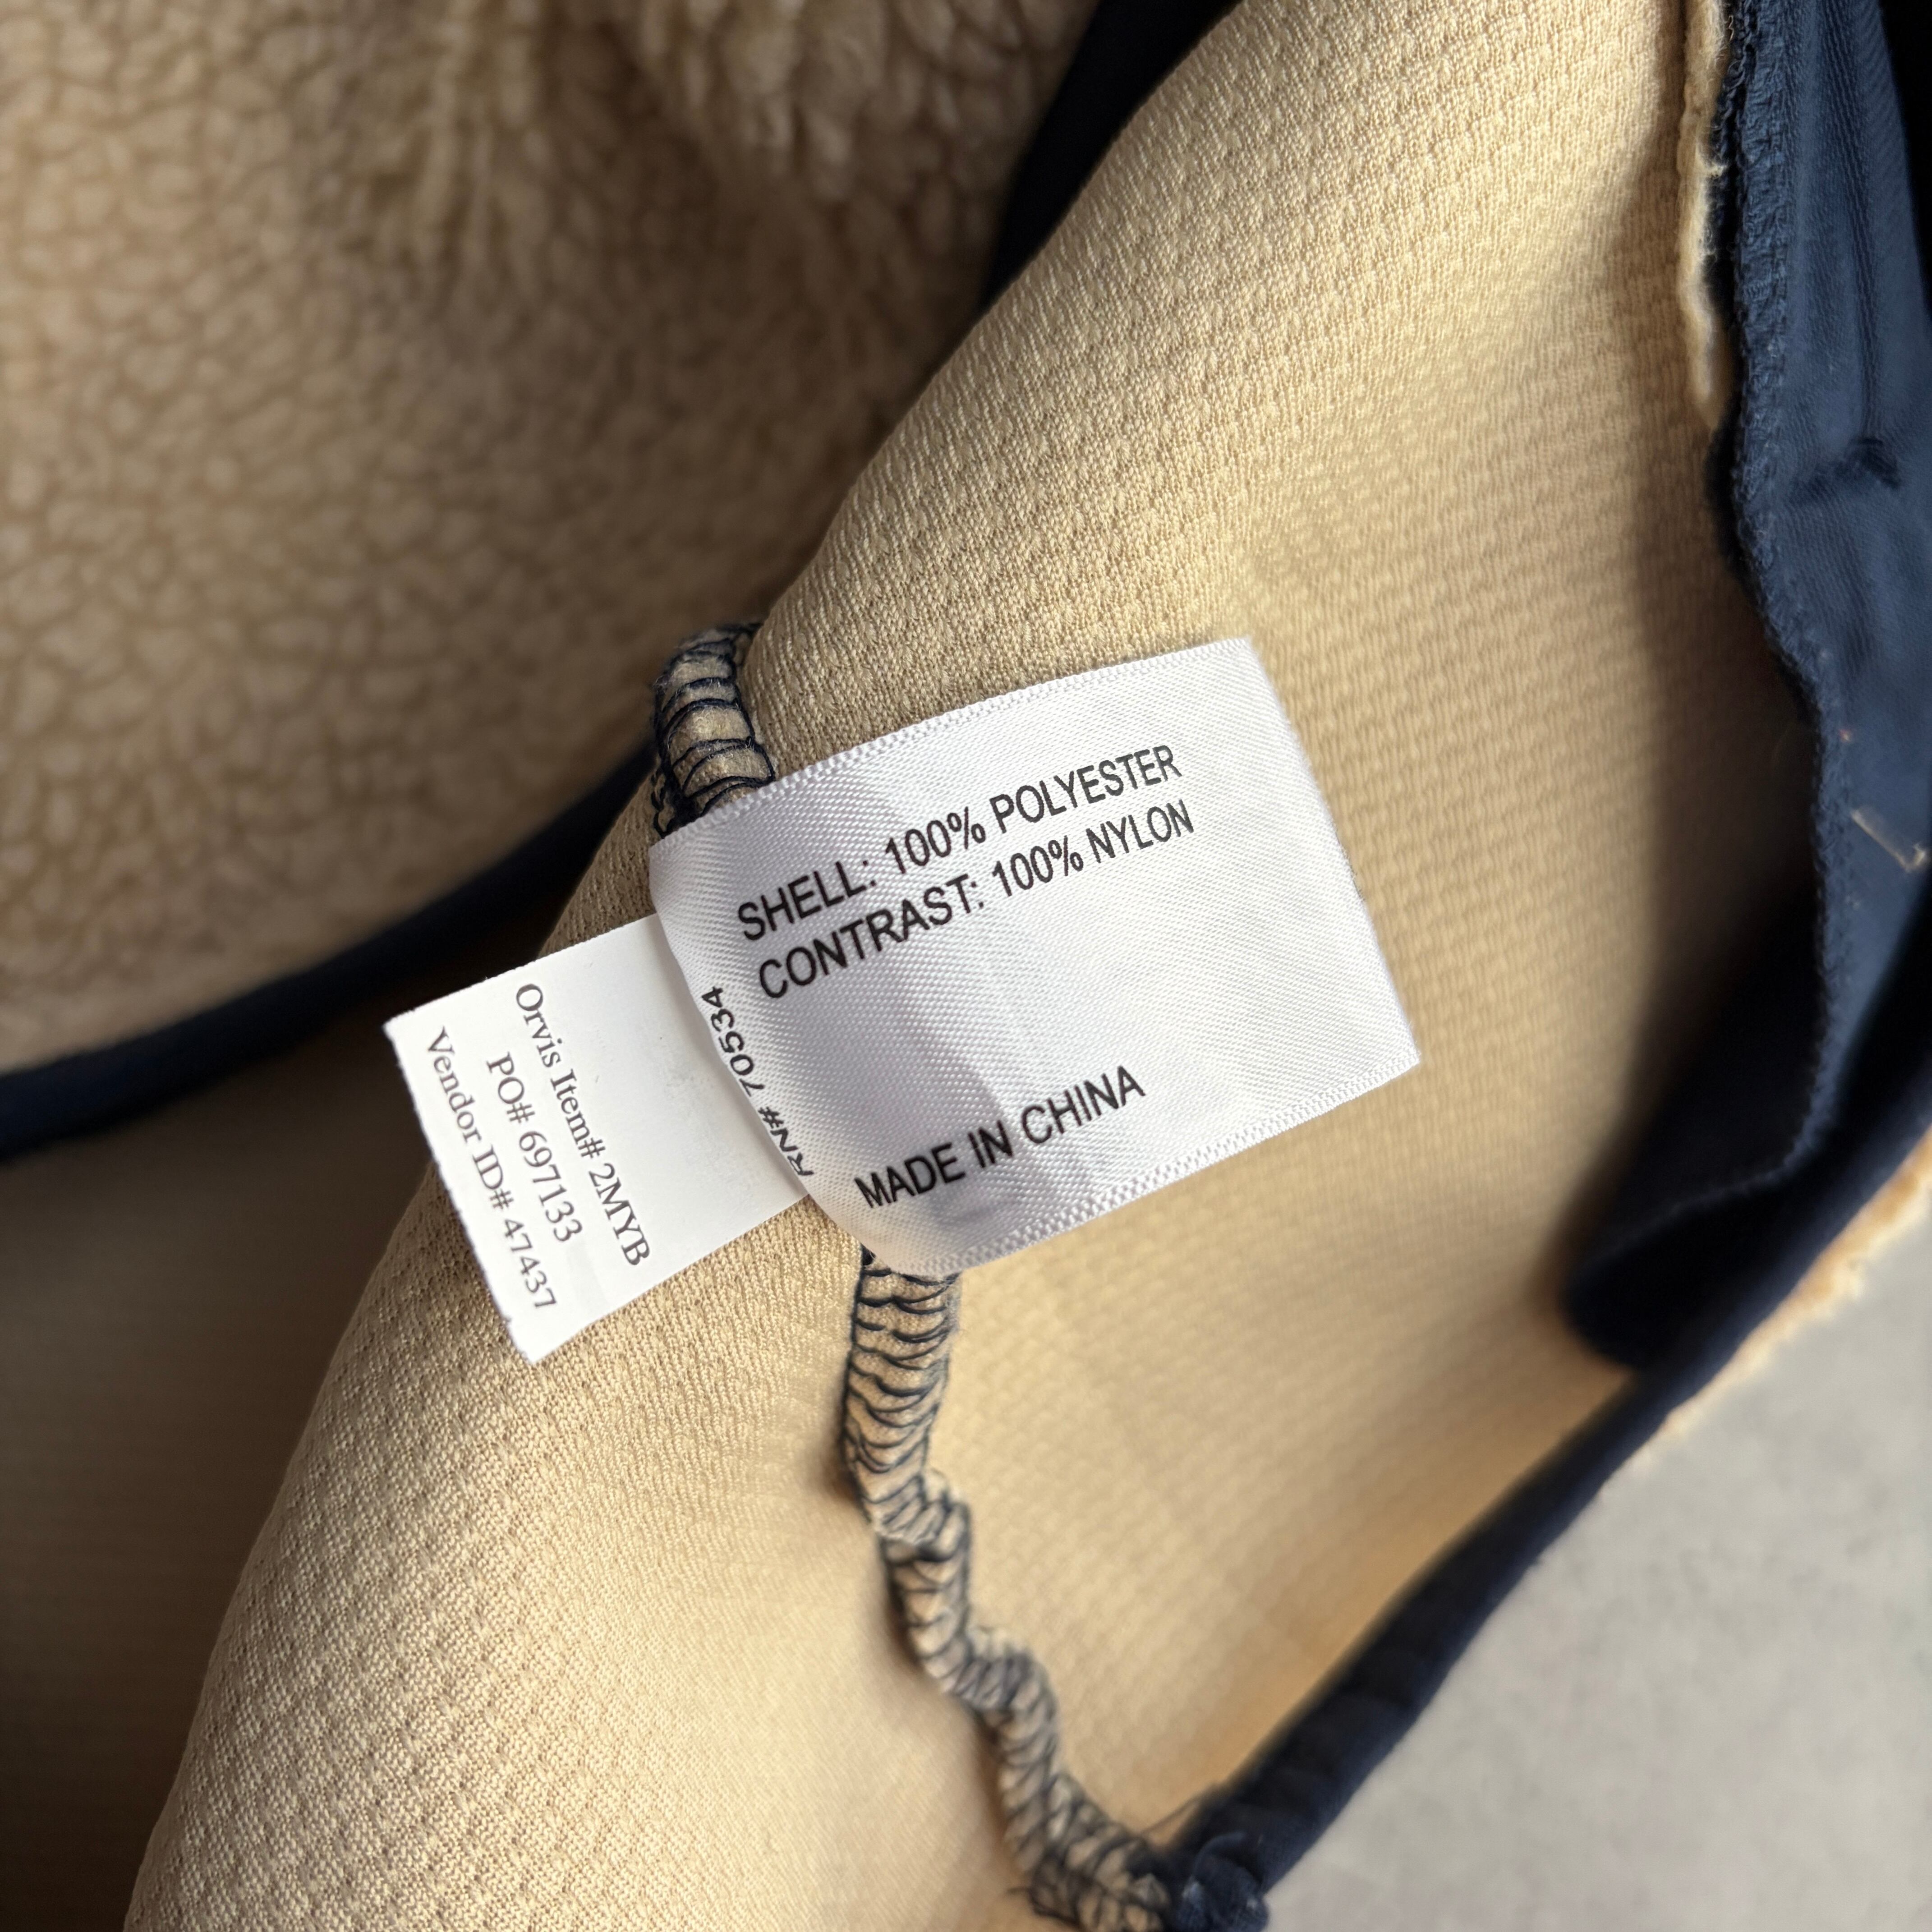 SHELL: 100% POLYESTER
CONTRAST: 100% NYLON
MADE IN CHINA
RN# 70534
Orvis Item# 2MYB
PO# 697133
Vendor ID# 47437